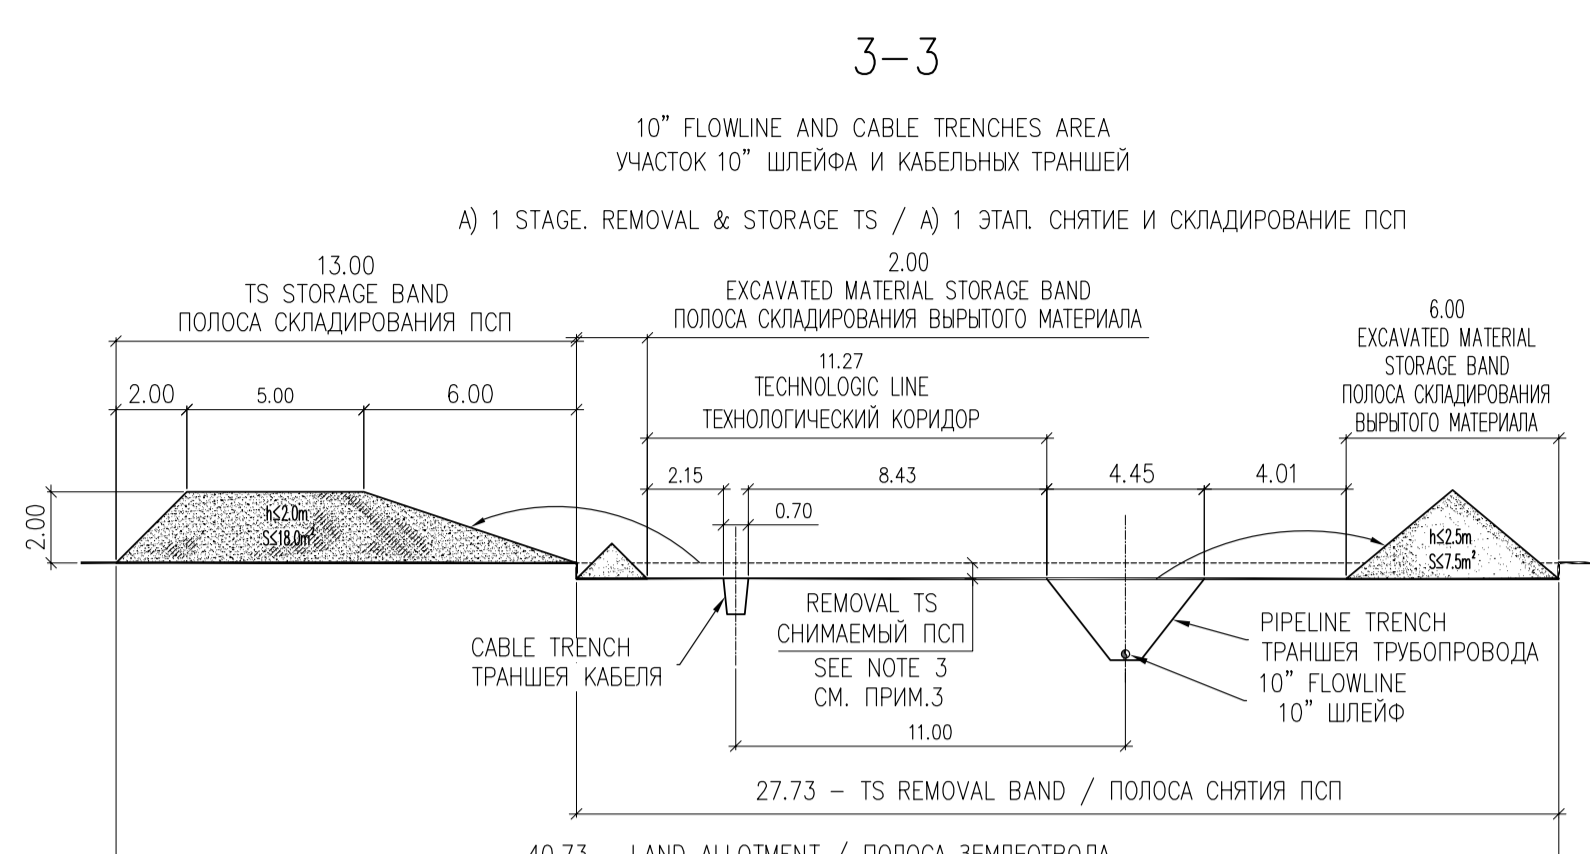 3-3
10” FLOWLINE AND CABLE TRENCHES AREA
УЧАСТОК 10” ШЛЕЙФА И КАБЕЛЬНЫХ ТРАНШЕЙ
A) 1 STAGE. REMOVAL & STORAGE TS / А) 1 ЭТАП. СНЯТИЕ И СКЛАДИРОВАНИЕ ПСП
13.00
TS STORAGE BAND
ПОЛОСА СКЛАДИРОВАНИЯ ПСП
2.00
EXCAVATED MATERIAL STORAGE BAND
ПОЛОСА СКЛАДИРОВАНИЯ ВЫРЫТОГО МАТЕРИАЛА
6.00
EXCAVATED MATERIAL
STORAGE BAND
ПОЛОСА СКЛАДИРОВАНИЯ
ВЫРЫТОГО МАТЕРИАЛА
11.27
TECHNOLOGIC LINE
ТЕХНОЛОГИЧЕСКИЙ КОРИДОР
2.00
5.00
6.00
2.15
8.43
4.45
4.01
0.70
2.00
h≤2.0m
S≤18.0m²
h≤2.5m
S≤7.5m²
CABLE TRENCH
ТРАНШЕЯ КАБЕЛЯ
REMOVAL TS
СНИМАЕМЫЙ ПСП
SEE NOTE 3
СМ. ПРИМ.3
PIPELINE TRENCH
ТРАНШЕЯ ТРУБОПРОВОДА
10” FLOWLINE
10” ШЛЕЙФ
11.00
27.73 – TS REMOVAL BAND / ПОЛОСА СНЯТИЯ ПСП
40.73 – LAND ALLOTMENT / ПОЛОСА ЗЕМЛЕОТВОДА